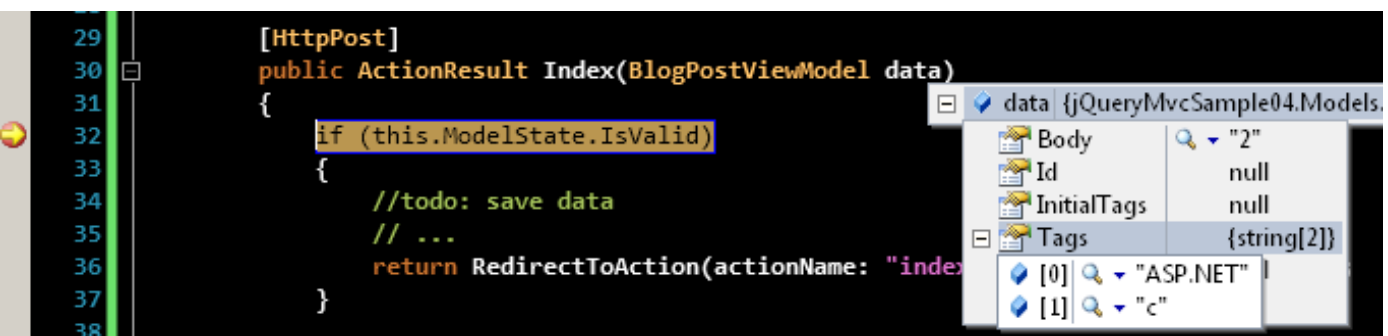 29 [HttpPost]
30 public ActionResult Index(BlogPostViewModel data)
31 {
data {jQueryMvcSample04.Models.
32 if (this.ModelState.IsValid)
Body "2"
33 {
Id null
34 //todo: save data
InitialTags null
35 // ...
Tags {string[2]}
36 return RedirectToAction(actionName: "index
[0] "ASP.NET"
37 }
[1] "c"
38